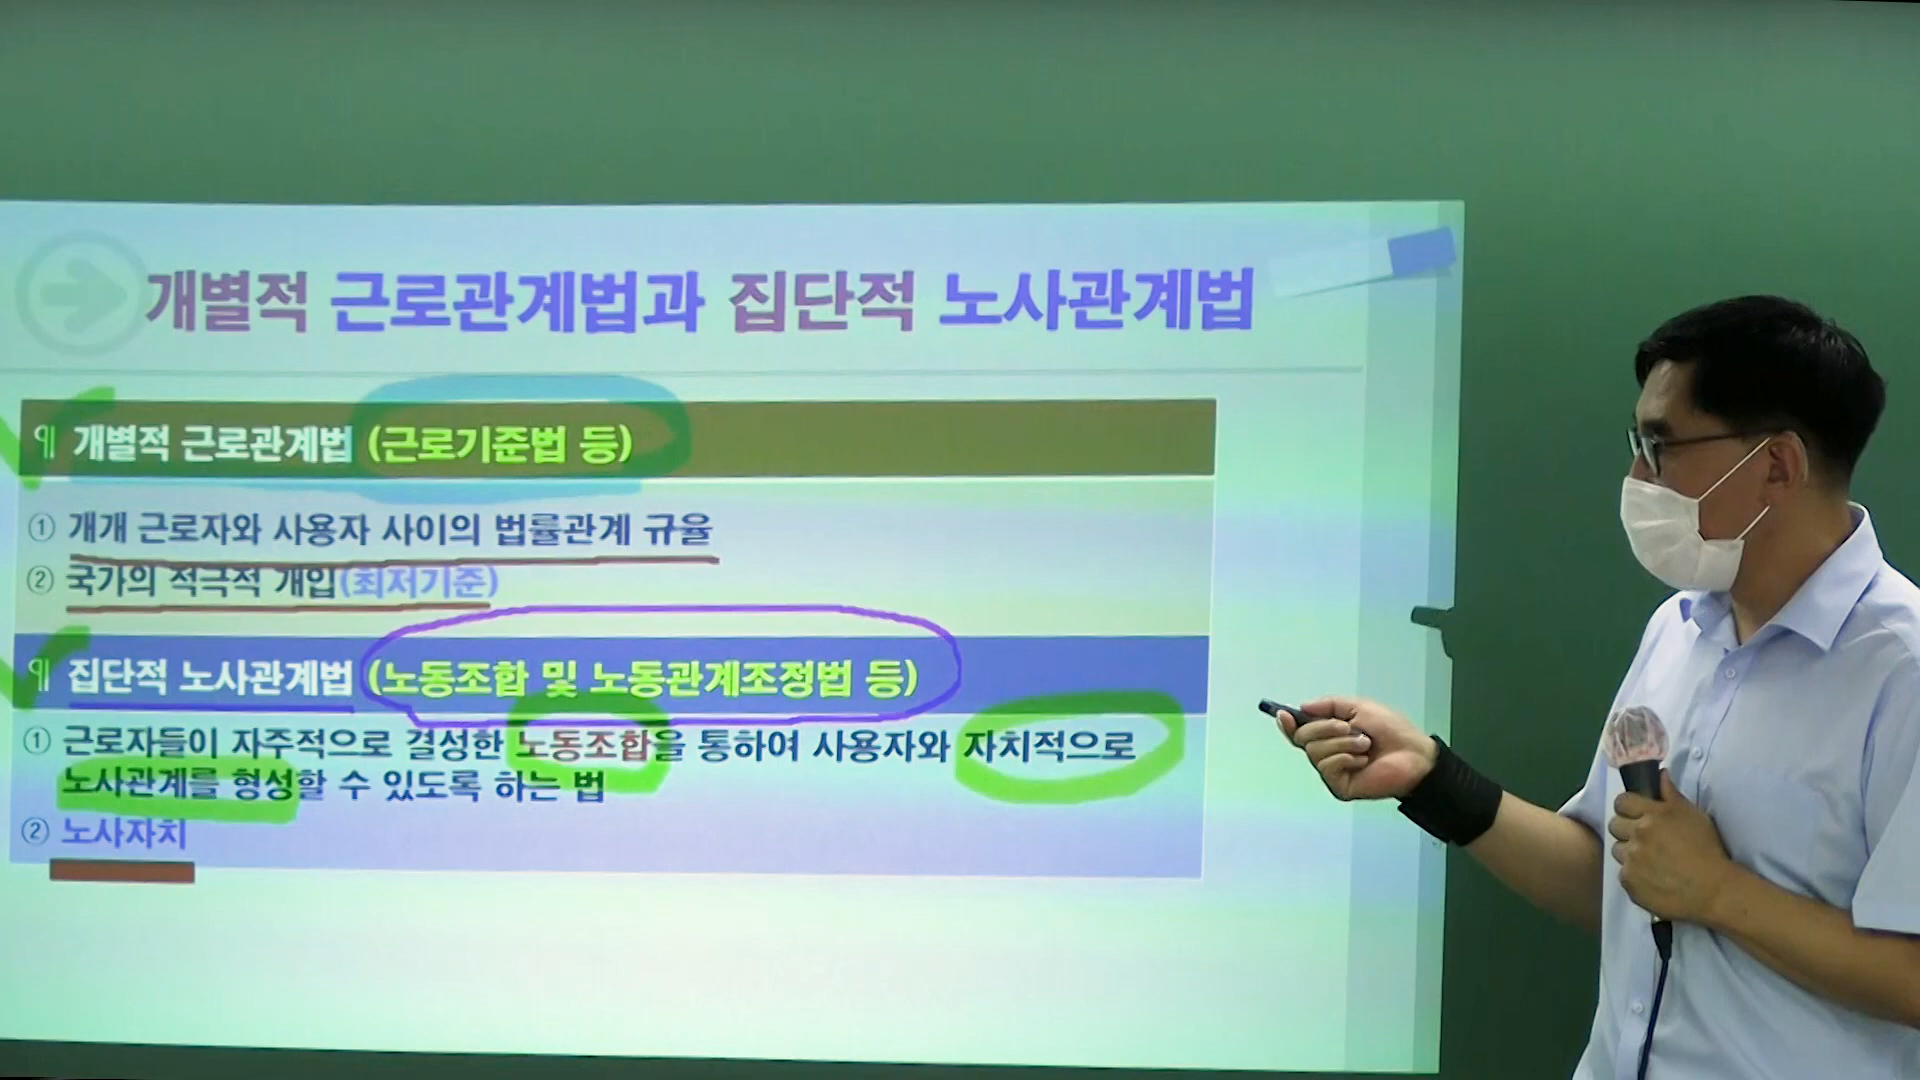 개별적 근로관계법과 집단적 노사관계법
¶ 개별적 근로관계법 (근로기준법 등)
① 개개 근로자와 사용자 사이의 법률관계 규율
② 국가의 적극적 개입(최저기준)
¶ 집단적 노사관계법 (노동조합 및 노동관계조정법 등)
① 근로자들이 자주적으로 결성한 노동조합을 통하여 사용자와 자치적으로
노사관계를 형성할 수 있도록 하는 법
② 노사자치